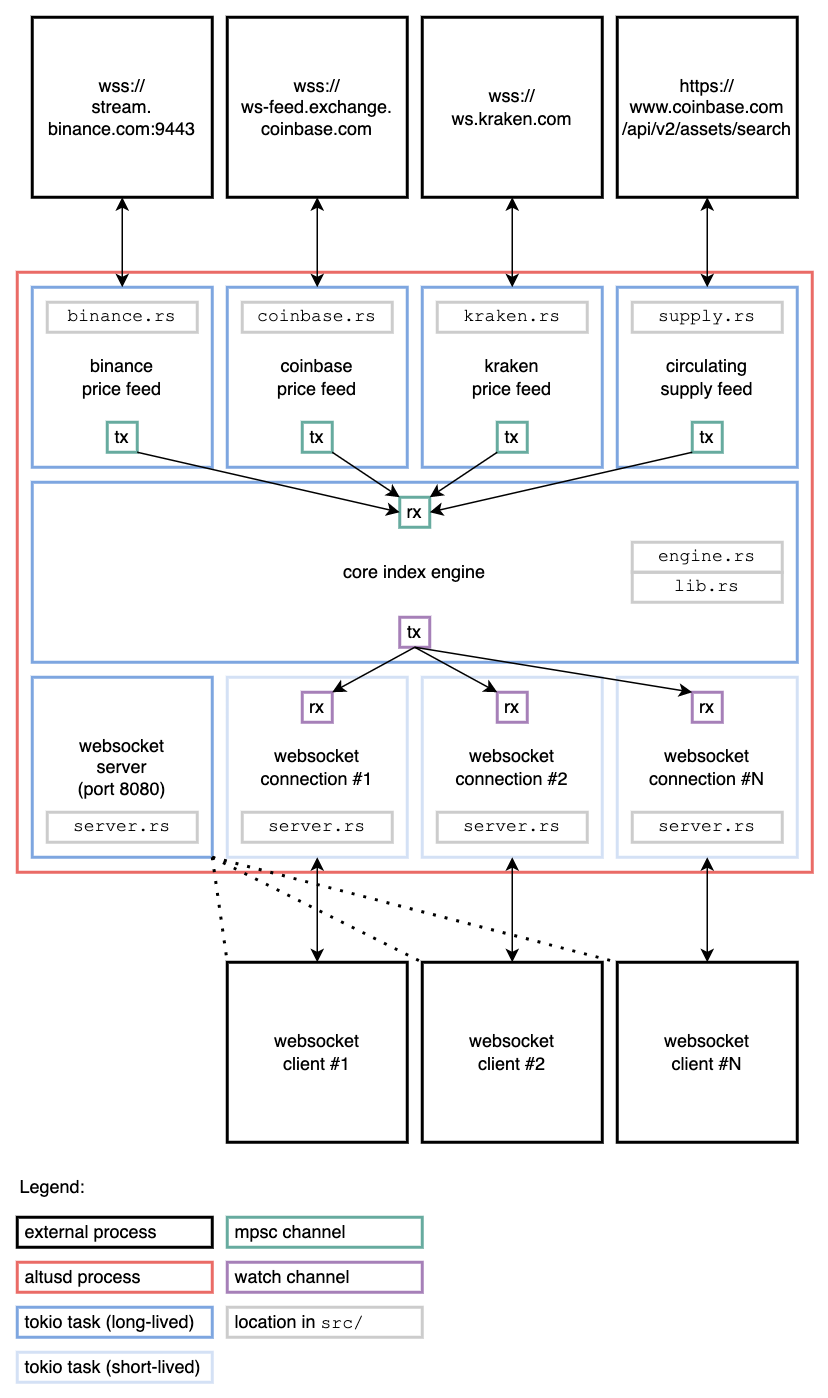 wss://
stream.
binance.com:9443
wss://
ws-feed.exchange.
coinbase.com
wss://
ws.kraken.com
https://
www.coinbase.com
/api/v2/assets/search
binance.rs
binance
price feed
tx
coinbase.rs
coinbase
price feed
tx
kraken.rs
kraken
price feed
tx
supply.rs
circulating
supply feed
tx
rx
core index engine
engine.rs
lib.rs
tx
websocket
server
(port 8080)
server.rs
rx
websocket
connection #1
server.rs
rx
websocket
connection #2
server.rs
rx
websocket
connection #N
server.rs
websocket
client #1
websocket
client #2
websocket
client #N
Legend:
external process
altusd process
tokio task (long-lived)
tokio task (short-lived)
mpsc channel
watch channel
location in src/